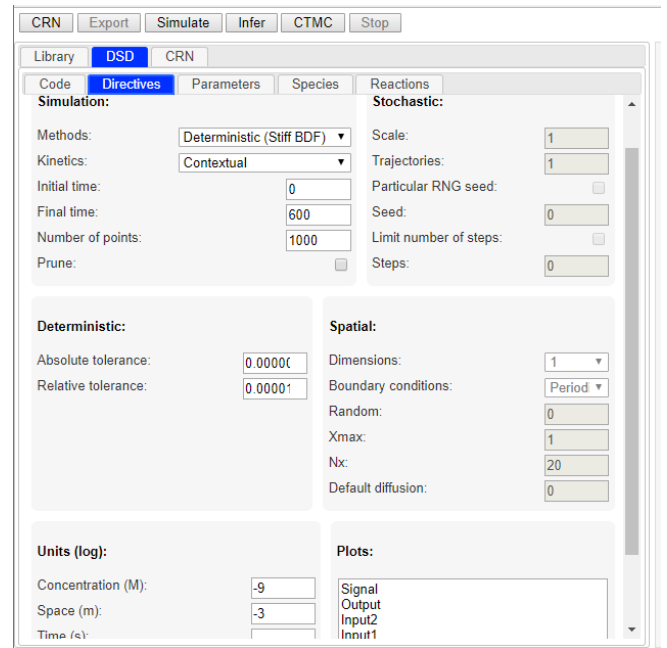 CRN Export Simulate Infer CTMC Stop
Library DSD CRN
Code Directives Parameters Species Reactions
Simulation:
Methods: Deterministic (Stiff BDF)
Kinetics: Contextual
Initial time: 0
Final time: 600
Number of points: 1000
Prune:
Stochastic:
Scale: 1
Trajectories: 1
Particular RNG seed:
Seed: 0
Limit number of steps:
Steps: 0
Deterministic:
Absolute tolerance: 0.00000
Relative tolerance: 0.00001
Spatial:
Dimensions: 1
Boundary conditions: Periodi
Random: 0
Xmax: 1
Nx: 20
Default diffusion: 0
Units (log):
Concentration (M): -9
Space (m): -3
Time (s):
Plots:
Signal
Output
Input2
Input1